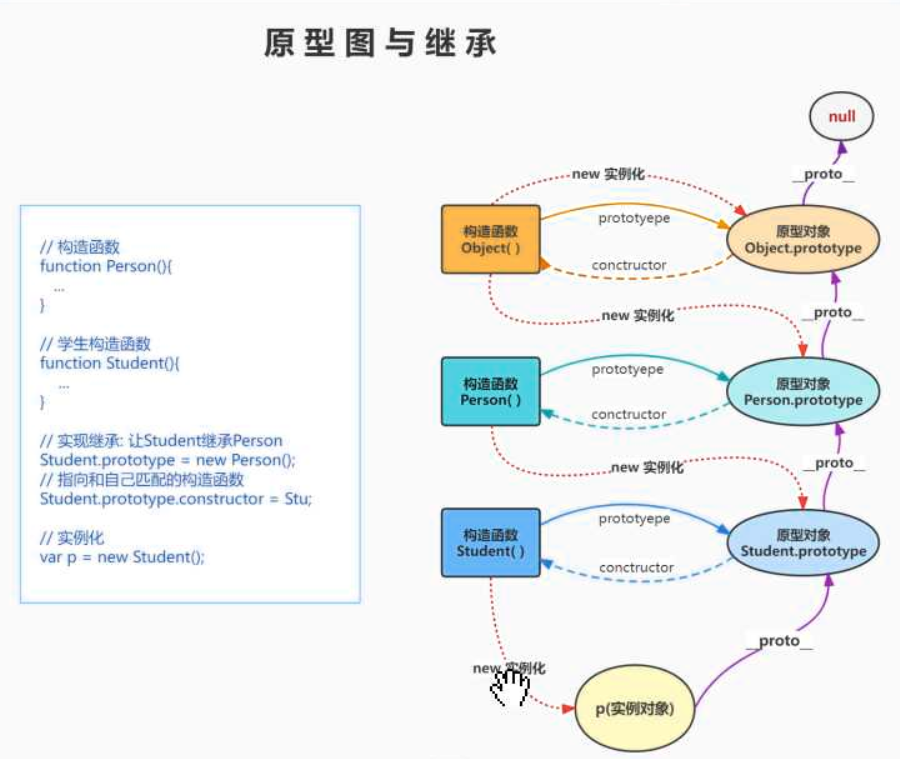 原型图与继承
null
__proto__
new 实例化
构造函数
Object( )
prototyepe
原型对象
Object.prototype
conctructor
// 构造函数
function Person(){
...
}
// 学生构造函数
function Student(){
...
}
// 实现继承: 让Student继承Person
Student.prototype = new Person();
// 指向和自己匹配的构造函数
Student.prototype.constructor = Stu;
// 实例化
var p = new Student();
new 实例化
__proto__
构造函数
Person( )
prototyepe
原型对象
Person.prototype
conctructor
new 实例化
__proto__
构造函数
Student( )
prototyepe
原型对象
Student.prototype
conctructor
__proto__
new 实例化
p(实例对象)